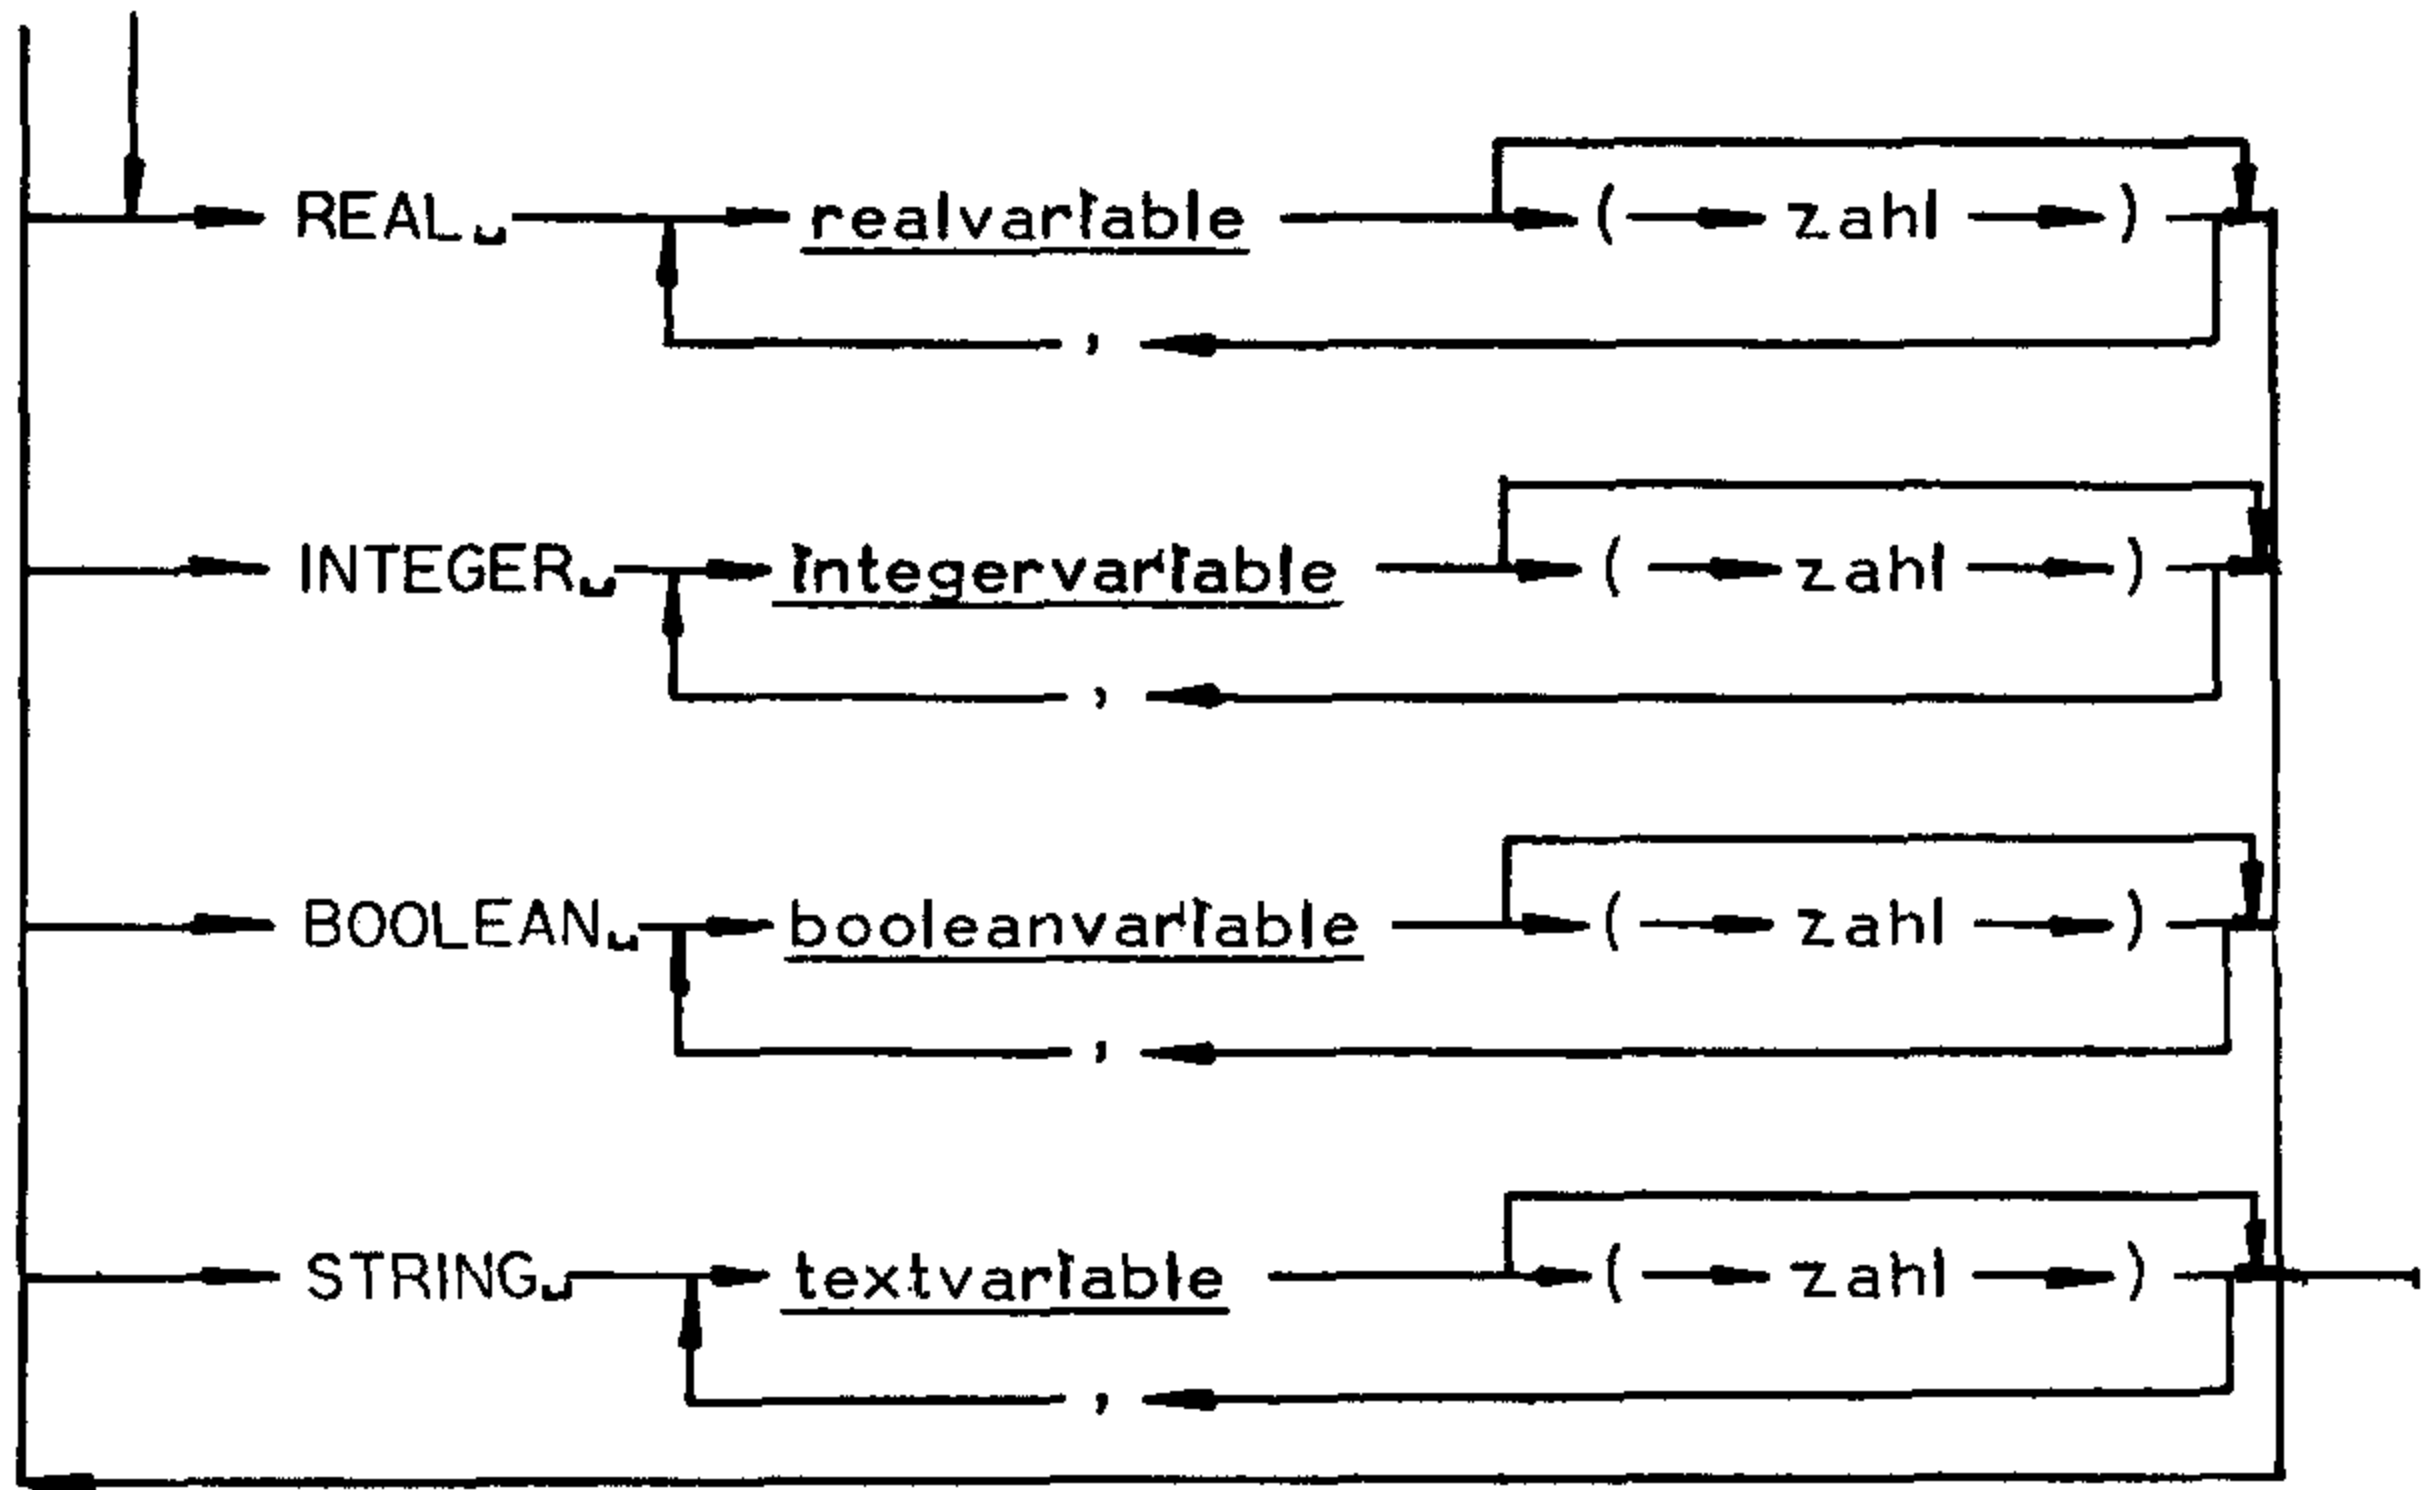 REAL␣ realvariable ( zahl )
,
INTEGER␣ integervariable ( zahl )
,
BOOLEAN␣ booleanvariable ( zahl )
,
STRING␣ textvariable ( zahl )
,